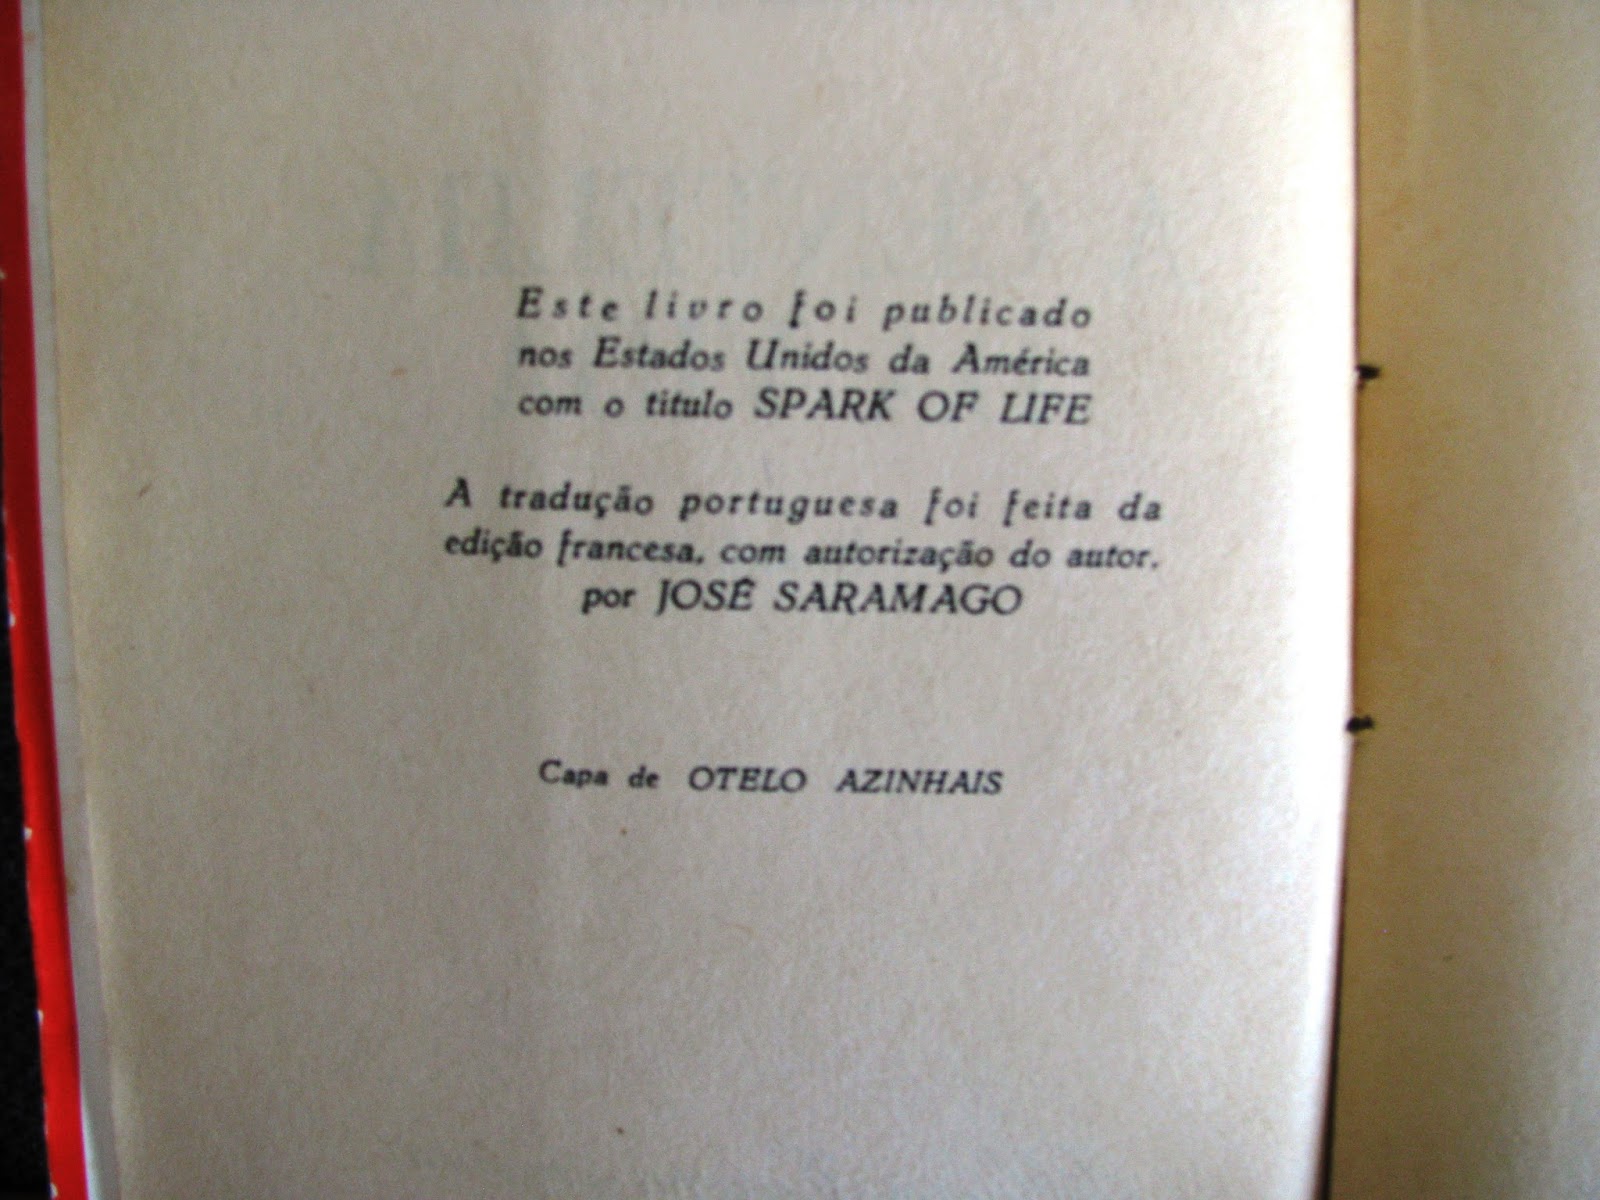 Este livro foi publicado
nos Estados Unidos da América
com o titulo SPARK OF LIFE
A tradução portuguesa foi feita da
edição francesa, com autorização do autor,
por JOSÉ SARAMAGO
Capa de OTELO AZINHAIS